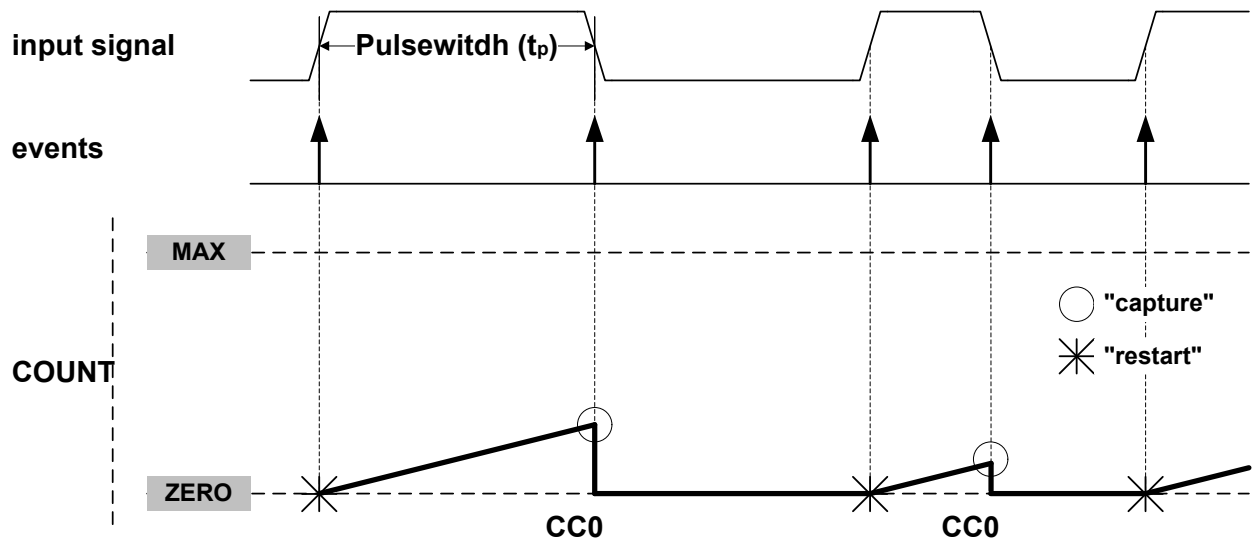 input signal
Pulsewitdh (tp)
events
MAX
"capture"
"restart"
COUNT
ZERO
CC0
CC0